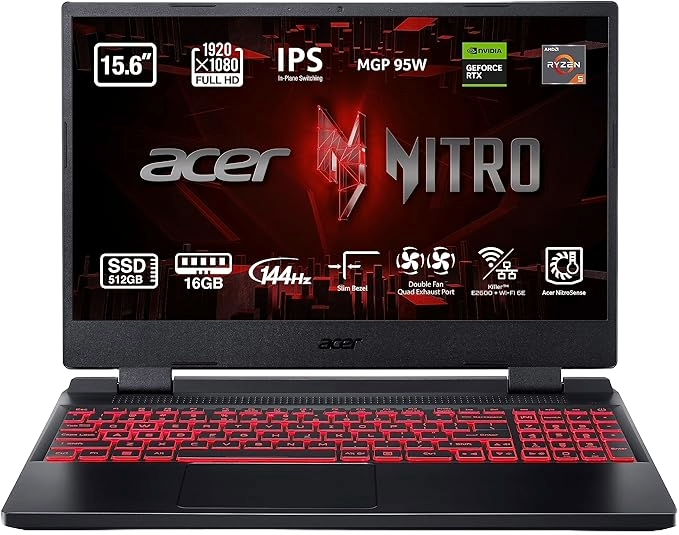 15.6"
1920
×1080
FULL HD
IPS
In-Plane Switching
MGP 95W
NVIDIA
GEFORCE
RTX
AMD
RYZEN
5
acer NITRO
SSD
512GB
16GB
144Hz
Slim Bezel
Double Fan
Quad Exhaust Port
Killer™
E2600 + Wi-Fi 6E
Acer NitroSense
acer